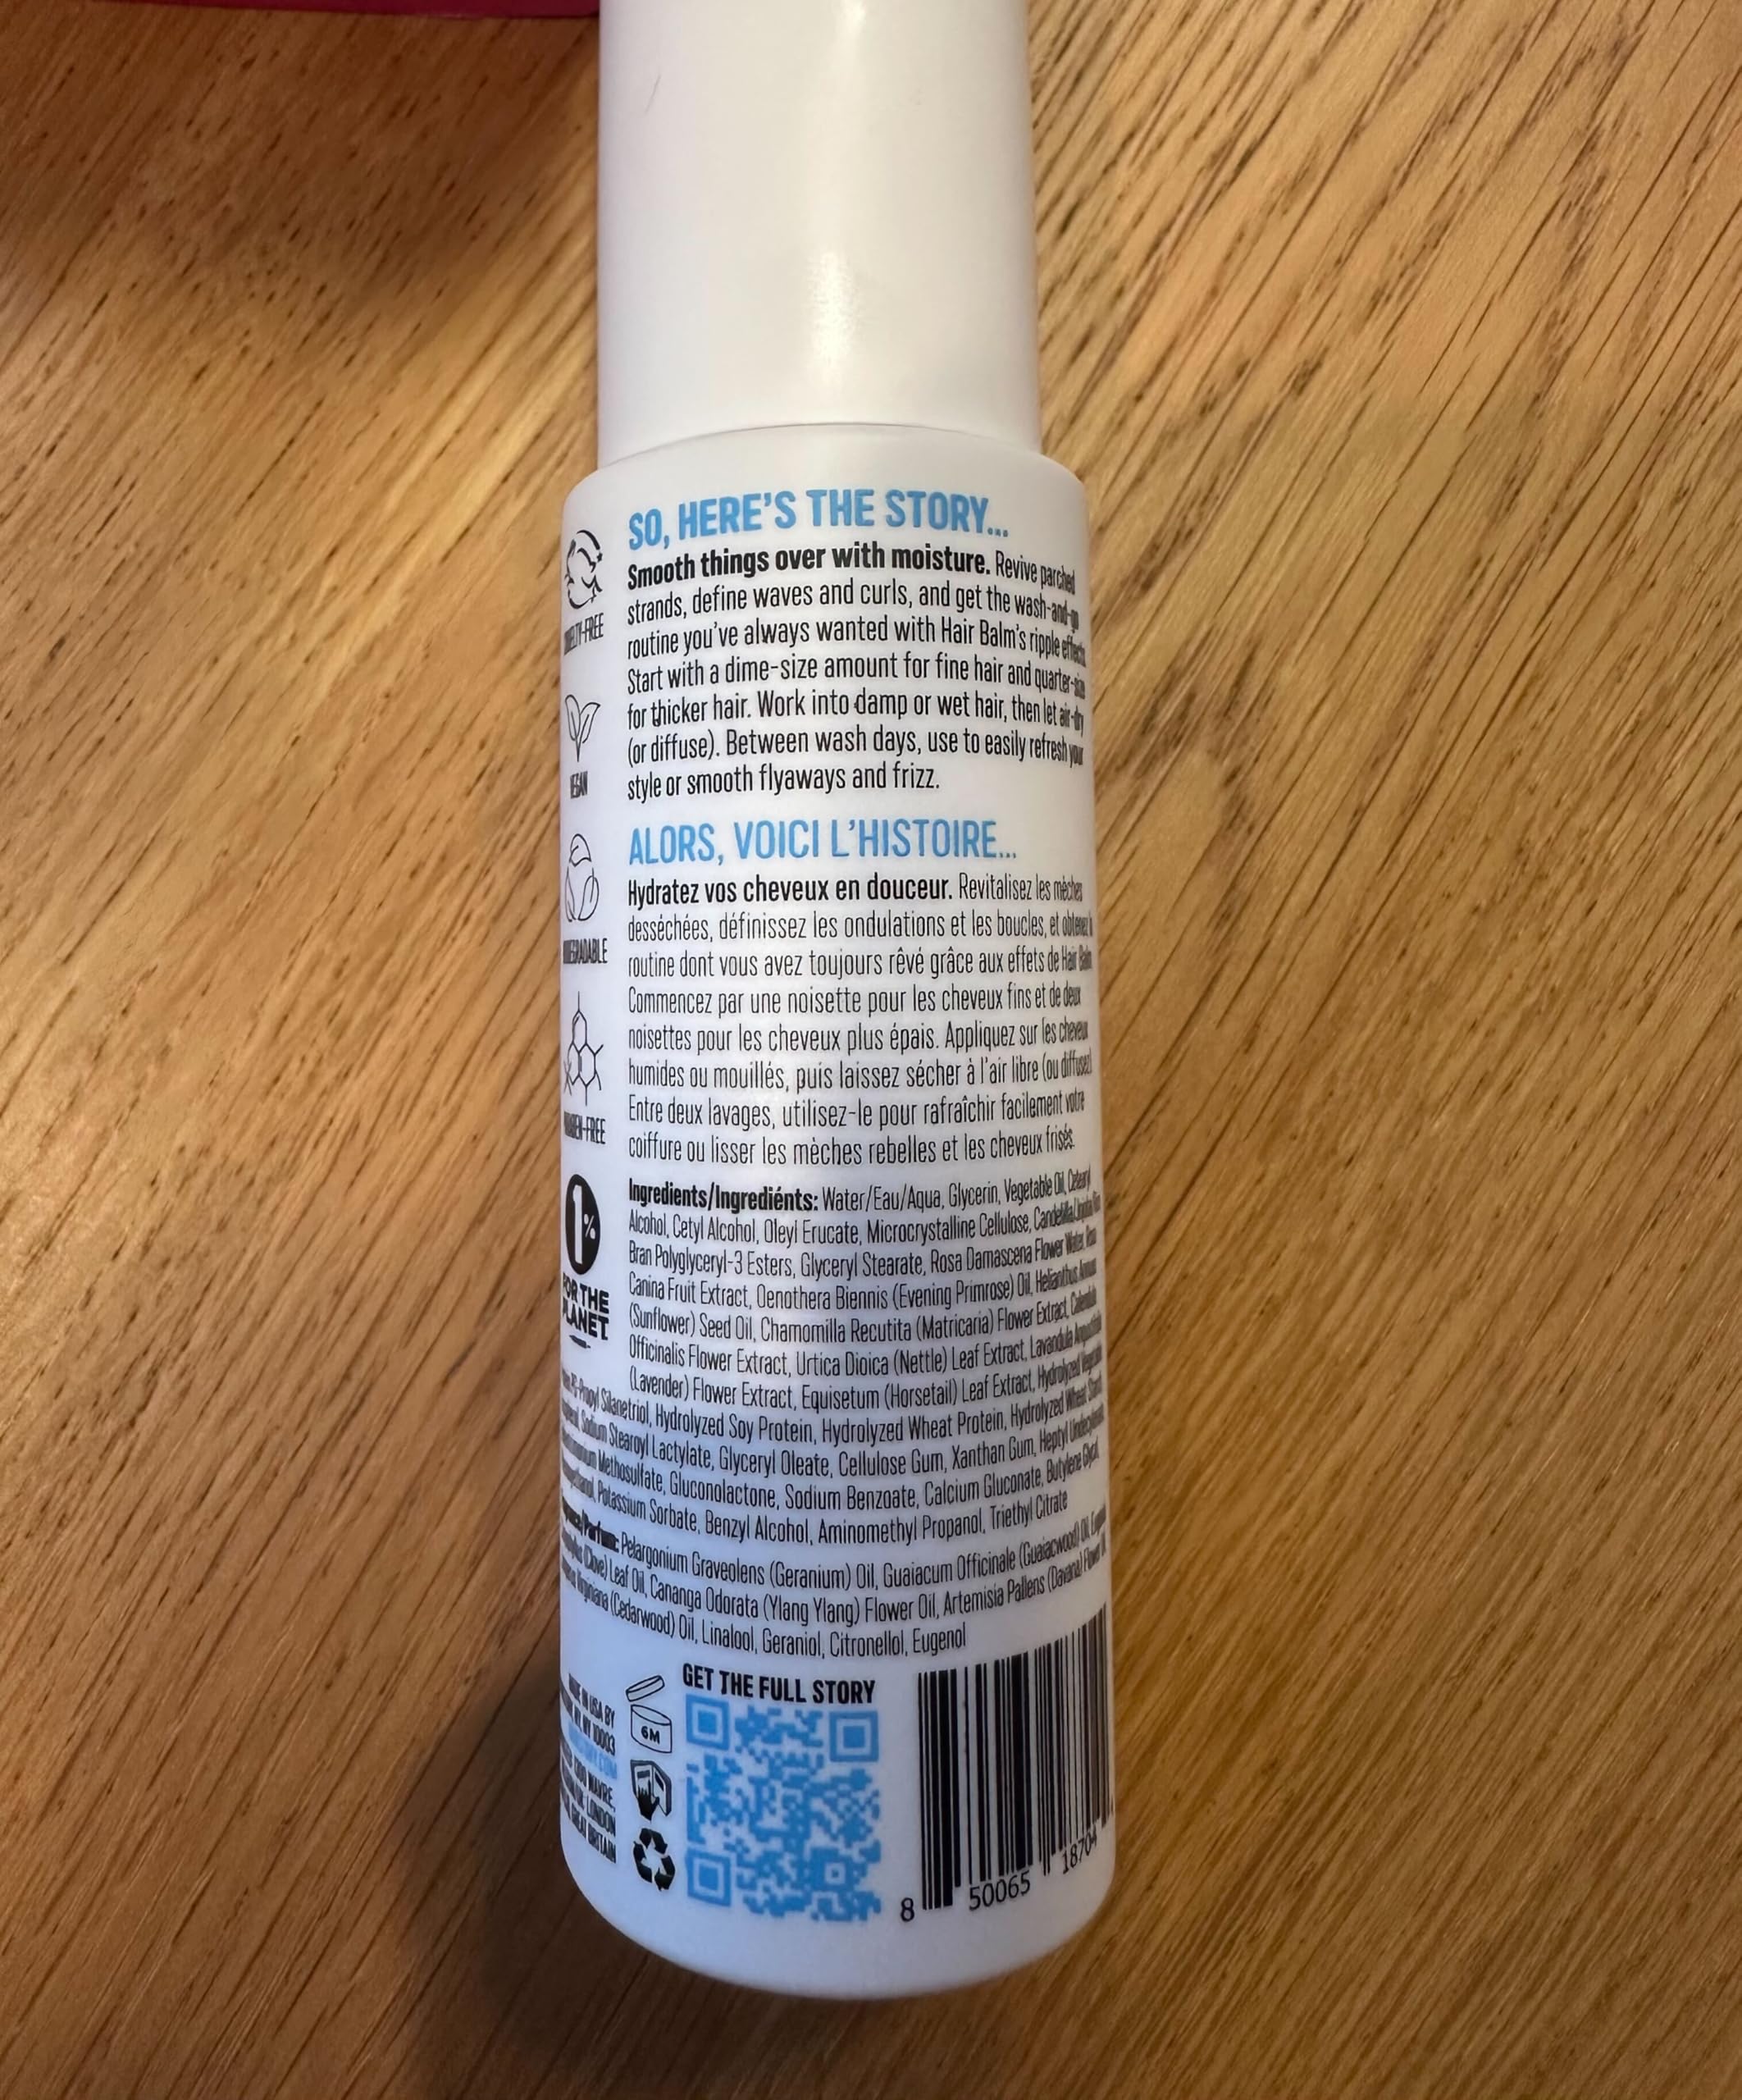 SO, HERE'S THE STORY...
Smooth things over with moisture. Revive parched
strands, define waves and curls, and get the wash-and-go
routine you've always wanted with Hair Balm's ripple effects.
Start with a dime-size amount for fine hair and quarter-size
for thicker hair. Work into damp or wet hair, then let air-dry
(or diffuse). Between wash days, use to easily refresh your
style or smooth flyaways and frizz.
ALORS, VOICI L'HISTOIRE...
Hydratez vos cheveux en douceur. Revitalisez les mèches
desséchées, définissez les ondulations et les boucles, et obtenez la
routine dont vous avez toujours rêvé grâce aux effets de Hair Balm
Commencez par une noisette pour les cheveux fins et de deux
noisettes pour les cheveux plus épais. Appliquez sur les cheveux
humides ou mouillés, puis laissez sécher à l'air libre (ou diffusez)
Entre deux lavages, utilisez-le pour rafraîchir facilement votre
coiffure ou lisser les mèches rebelles et les cheveux frisés.
Ingredients/Ingrediénts: Water/Eau/Aqua, Glycerin, Vegetable Oil, Cetearyl
Alcohol, Cetyl Alcohol, Oleyl Erucate, Microcrystalline Cellulose,
Bran Polyglyceryl-3 Esters, Glyceryl Stearate, Rosa Damascena Flower Water, Rosa
Canina Fruit Extract, Oenothera Biennis (Evening Primrose) Oil, Helianthus Annuus
(Sunflower) Seed Oil, Chamomilla Recutita (Matricaria) Flower Extract, Calendula
Officinalis Flower Extract, Urtica Dioica (Nettle) Leaf Extract, Lavandula Angustifolia
(Lavender) Flower Extract, Equisetum (Horsetail) Leaf Extract, Hydrolyzed Vegetable
Silanetriol, Hydrolyzed Soy Protein, Hydrolyzed Wheat Protein, Hydrolyzed Wheat Starch
Sodium Stearoyl Lactylate, Glyceryl Oleate, Cellulose Gum, Xanthan Gum, Heptyl
Methosulfate, Gluconolactone, Sodium Benzoate, Calcium Gluconate, Butylene Glycol,
Potassium Sorbate, Benzyl Alcohol, Aminomethyl Propanol, Triethyl Citrate
Pelargonium Graveolens (Geranium) Oil, Guaiacum Officinale (Guaiacwood) Oil,
(Clove) Leaf Oil, Cananga Odorata (Ylang Ylang) Flower Oil, Artemisia Pallens (Davana) Flower
Virginiana (Cedarwood) Oil, Linalool, Geraniol, Citronellol, Eugenol
VEGAN
1%
FOR THE
PLANET
USA BY
NY 10003
WAVRE,
LONDON
GREAT BRITAIN
6M
GET THE FULL STORY
8 50065 18704